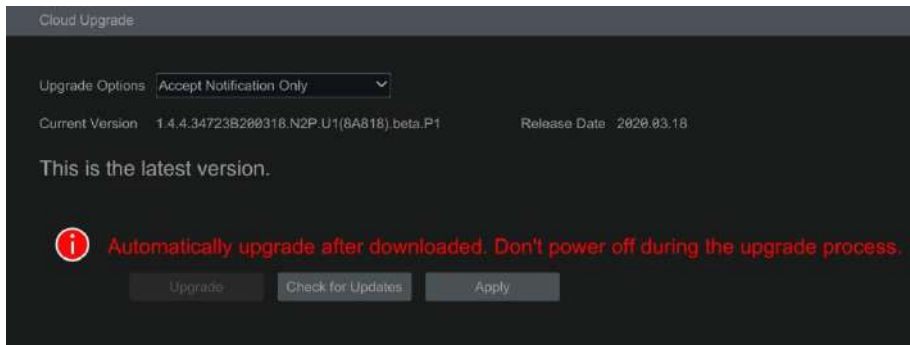 Cloud Upgrade
Upgrade Options Accept Notification Only
Current Version 1.4.4.34723B200318.N2P.U1(8A818).beta.P1 Release Date 2020.03.18
This is the latest version.
Automatically upgrade after downloaded. Don't power off during the upgrade process.
Upgrade Check for Updates Apply